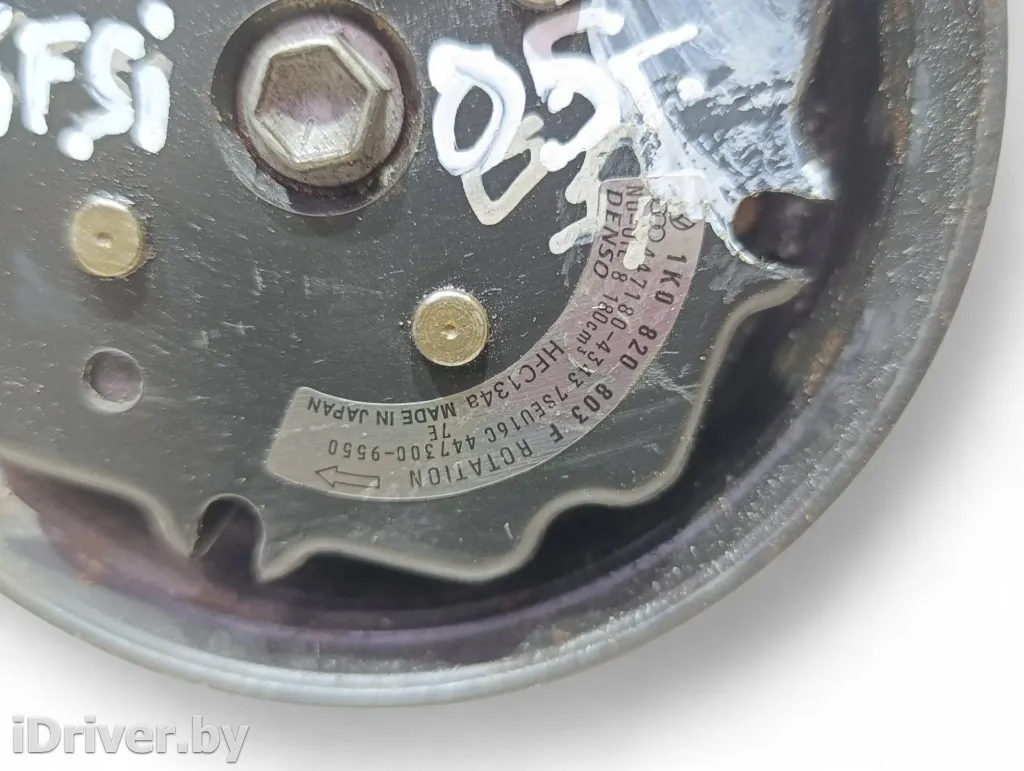 FSi
05г.
1K0 820 803 F ROTATION
447180-4313 7SEU16C 447300-9550
DENSO 180cm³ 7E
HFC134a MADE IN JAPAN
iDriver.by